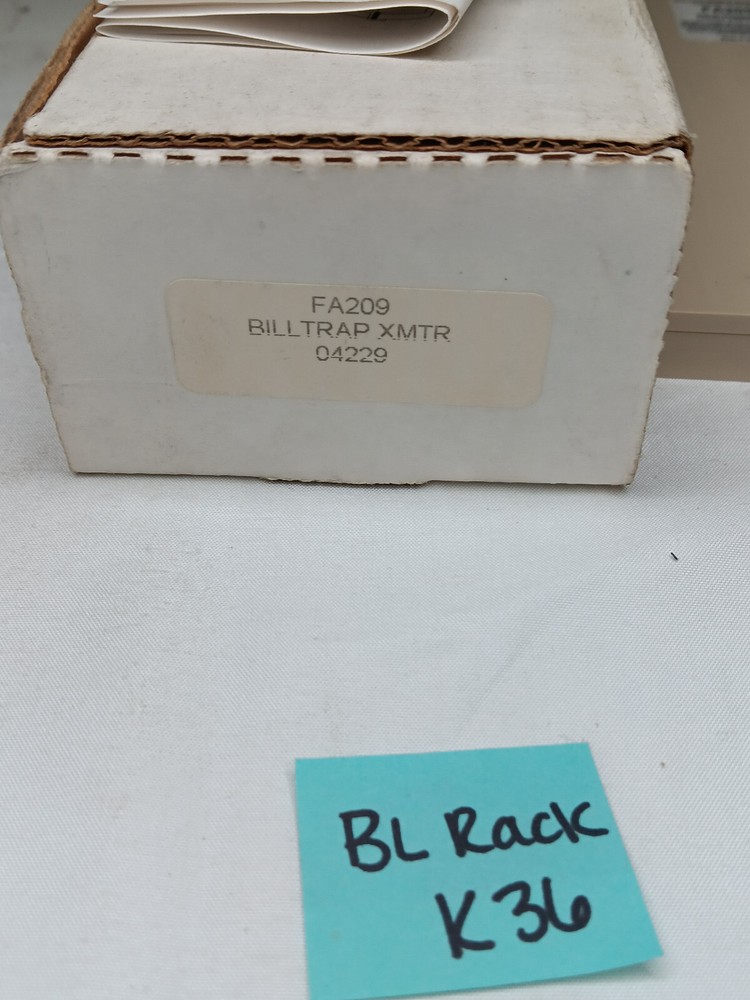 FA209
BILLTRAP XMTR
04229
BL Rack
K36